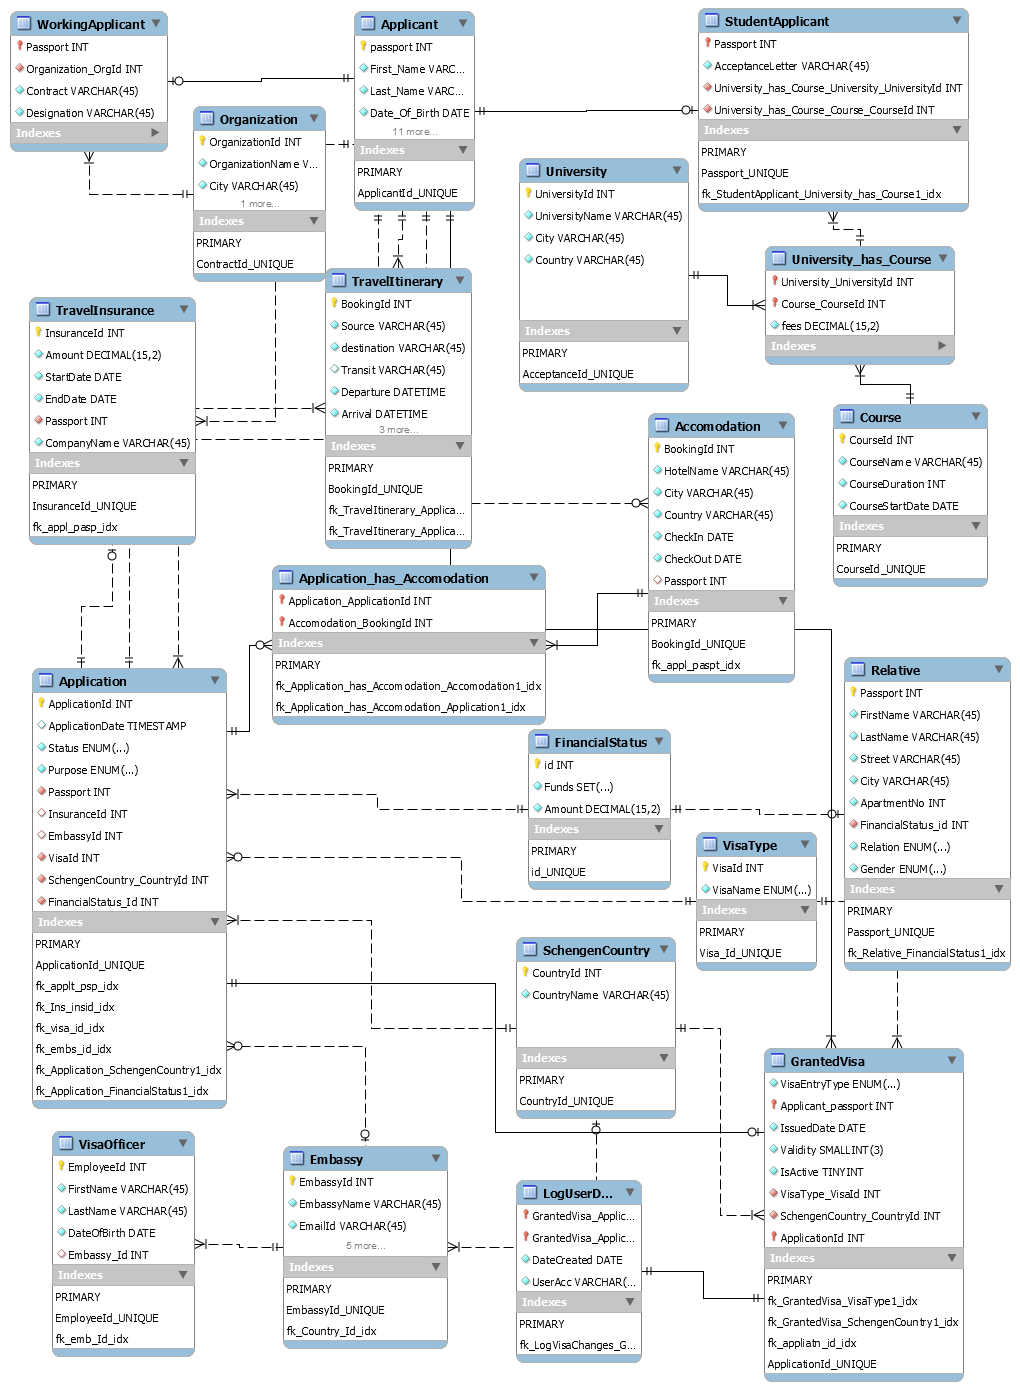 WorkingApplicant
Passport INT
Organization_OrgId INT
Contract VARCHAR(45)
Designation VARCHAR(45)
Indexes
Applicant
passport INT
First_Name VARC...
Last_Name VARC...
Date_Of_Birth DATE
11 more...
Indexes
PRIMARY
ApplicantId_UNIQUE
StudentApplicant
Passport INT
AcceptanceLetter VARCHAR(45)
University_has_Course_University_UniversityId INT
University_has_Course_Course_CourseId INT
Indexes
PRIMARY
Passport_UNIQUE
fk_StudentApplicant_University_has_Course1_idx
Organization
OrganizationId INT
OrganizationName V...
City VARCHAR(45)
1 more...
Indexes
PRIMARY
ContractId_UNIQUE
University
UniversityId INT
UniversityName VARCHAR(45)
City VARCHAR(45)
Country VARCHAR(45)
Indexes
PRIMARY
AcceptanceId_UNIQUE
University_has_Course
University_UniversityId INT
Course_CourseId INT
fees DECIMAL(15,2)
Indexes
TravelInsurance
InsuranceId INT
Amount DECIMAL(15,2)
StartDate DATE
EndDate DATE
Passport INT
CompanyName VARCHAR(45)
Indexes
PRIMARY
InsuranceId_UNIQUE
fk_appl_pasp_idx
TravelItinerary
BookingId INT
Source VARCHAR(45)
destination VARCHAR(45)
Transit VARCHAR(45)
Departure DATETIME
Arrival DATETIME
3 more...
Indexes
PRIMARY
BookingId_UNIQUE
fk_TravelItinerary_Applica...
fk_TravelItinerary_Applica...
Accomodation
BookingId INT
HotelName VARCHAR(45)
City VARCHAR(45)
Country VARCHAR(45)
CheckIn DATE
CheckOut DATE
Passport INT
Indexes
PRIMARY
BookingId_UNIQUE
fk_appl_paspt_idx
Course
CourseId INT
CourseName VARCHAR(45)
CourseDuration INT
CourseStartDate DATE
Indexes
PRIMARY
CourseId_UNIQUE
Application_has_Accomodation
Application_ApplicationId INT
Accomodation_BookingId INT
Indexes
PRIMARY
fk_Application_has_Accomodation_Accomodation1_idx
fk_Application_has_Accomodation_Application1_idx
Application
ApplicationId INT
ApplicationDate TIMESTAMP
Status ENUM(...)
Purpose ENUM(...)
Passport INT
InsuranceId INT
EmbassyId INT
VisaId INT
SchengenCountry_CountryId INT
FinancialStatus_Id INT
Indexes
PRIMARY
ApplicationId_UNIQUE
fk_applt_psp_idx
fk_Ins_insid_idx
fk_visa_id_idx
fk_embs_id_idx
fk_Application_SchengenCountry1_idx
fk_Application_FinancialStatus1_idx
FinancialStatus
id INT
Funds SET(...)
Amount DECIMAL(15,2)
Indexes
PRIMARY
id_UNIQUE
Relative
Passport INT
FirstName VARCHAR(45)
LastName VARCHAR(45)
Street VARCHAR(45)
City VARCHAR(45)
ApartmentNo INT
FinancialStatus_id INT
Relation ENUM(...)
Gender ENUM(...)
Indexes
PRIMARY
Passport_UNIQUE
fk_Relative_FinancialStatus1_idx
VisaType
VisaId INT
VisaName ENUM(...)
Indexes
PRIMARY
Visa_Id_UNIQUE
SchengenCountry
CountryId INT
CountryName VARCHAR(45)
Indexes
PRIMARY
CountryId_UNIQUE
GrantedVisa
VisaEntryType ENUM(...)
Applicant_passport INT
IssuedDate DATE
Validity SMALLINT(3)
IsActive TINYINT
VisaType_VisaId INT
SchengenCountry_CountryId INT
ApplicationId INT
Indexes
PRIMARY
fk_GrantedVisa_VisaType1_idx
fk_GrantedVisa_SchengenCountry1_idx
fk_appliatn_id_idx
ApplicationId_UNIQUE
VisaOfficer
EmployeeId INT
FirstName VARCHAR(45)
LastName VARCHAR(45)
DateOfBirth DATE
Embassy_Id INT
Indexes
PRIMARY
EmployeeId_UNIQUE
fk_emb_Id_idx
Embassy
EmbassyId INT
EmbassyName VARCHAR(45)
EmailId VARCHAR(45)
5 more...
Indexes
PRIMARY
EmbassyId_UNIQUE
fk_Country_Id_idx
LogUserD...
GrantedVisa_Applic...
GrantedVisa_Applic...
DateCreated DATE
UserAcc VARCHAR(...
Indexes
PRIMARY
fk_LogVisaChanges_G...